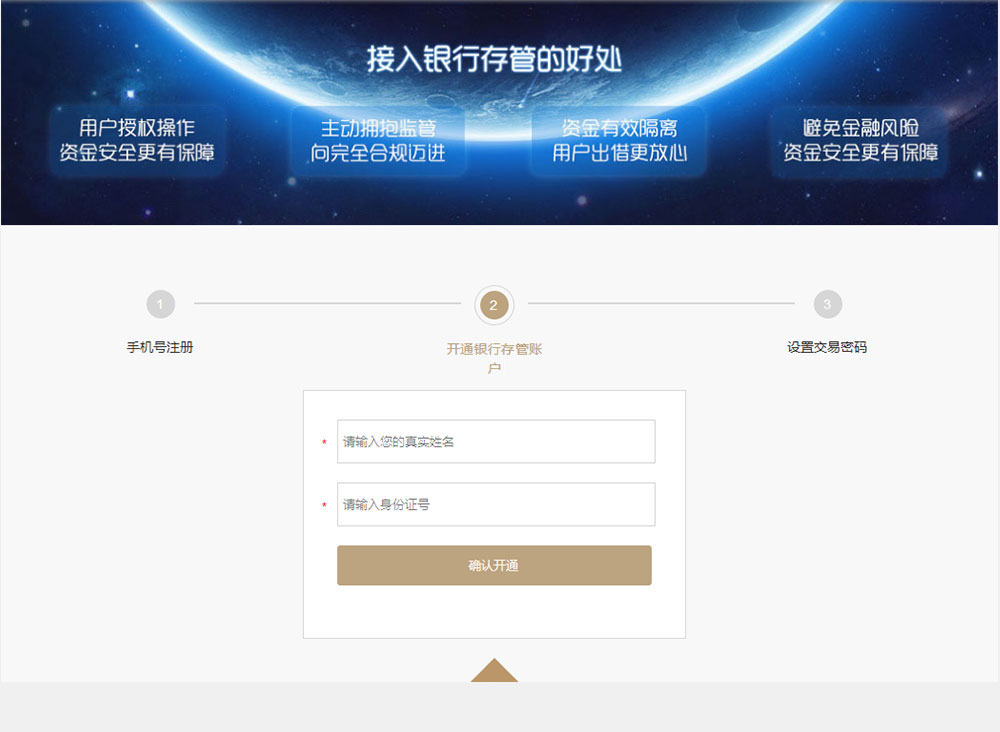 接入银行存管的好处
用户授权操作
资金安全更有保障
主动拥抱监管
向完全合规迈进
资金有效隔离
用户出借更放心
避免金融风险
资金安全更有保障
1
2
3
手机号注册
开通银行存管账
户
设置交易密码
* 请输入您的真实姓名
* 请输入身份证号
确认开通